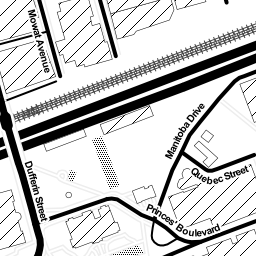 Mowat Avenue
Manitoba Drive
Quebec Street
Dufferin Street
Princes' Boulevard